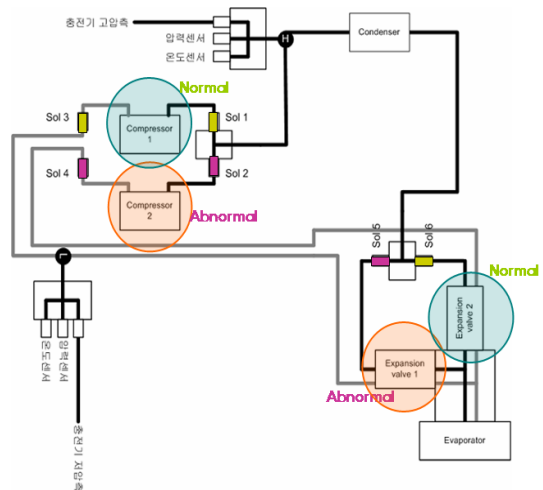 충전기 고압측
압력센서
온도센서
H
Condenser
Normal
Sol 3
Sol 1
Compressor
1
Sol 4
Sol 2
Compressor
2
Abnormal
Sol 5
Sol 6
L
Normal
Expansion
valve 2
Expansion
valve 1
Abnormal
온도센서
압력센서
충전기 저압측
Evaporator